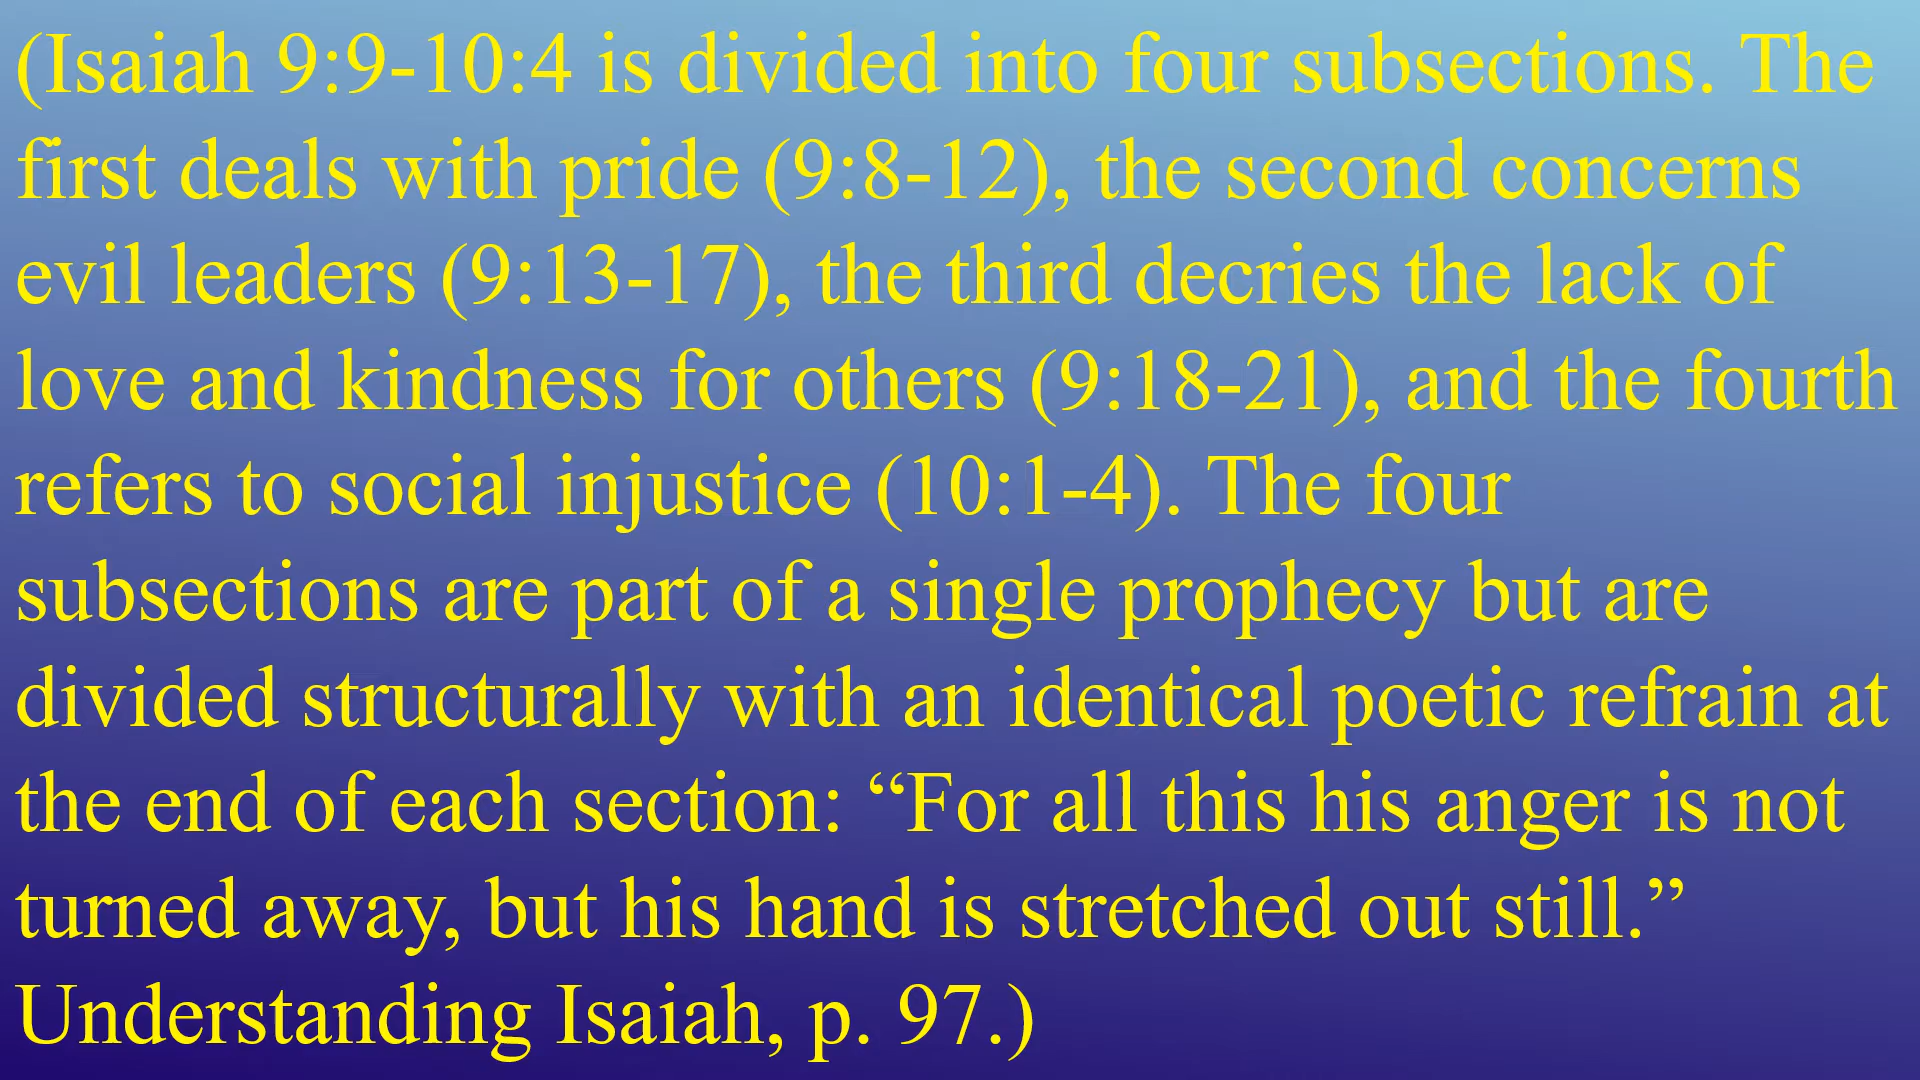 (Isaiah 9:9-10:4 is divided into four subsections. The
first deals with pride (9:8-12), the second concerns
evil leaders (9:13-17), the third decries the lack of
love and kindness for others (9:18-21), and the fourth
refers to social injustice (10:1-4). The four
subsections are part of a single prophecy but are
divided structurally with an identical poetic refrain at
the end of each section: “For all this his anger is not
turned away, but his hand is stretched out still.”
Understanding Isaiah, p. 97.)